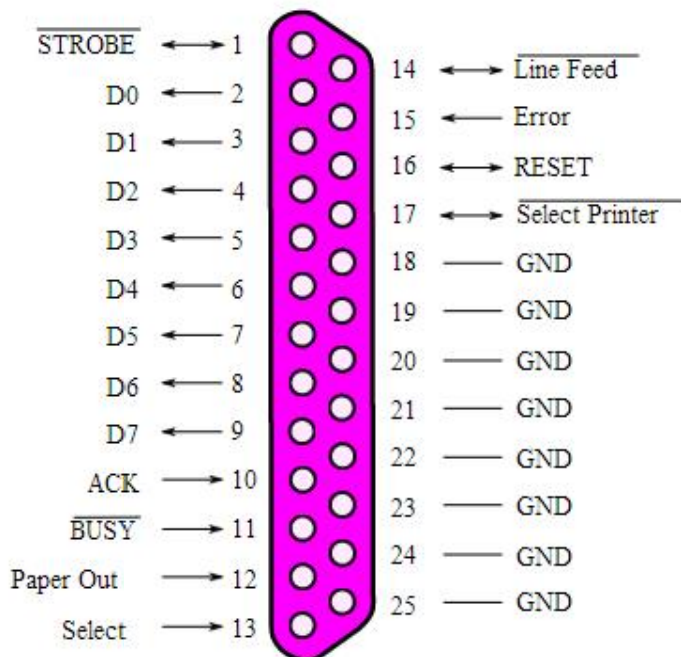 STROBE 1
D0 2
D1 3
D2 4
D3 5
D4 6
D5 7
D6 8
D7 9
ACK 10
BUSY 11
Paper Out 12
Select 13
14 Line Feed
15 Error
16 RESET
17 Select Printer
18 GND
19 GND
20 GND
21 GND
22 GND
23 GND
24 GND
25 GND